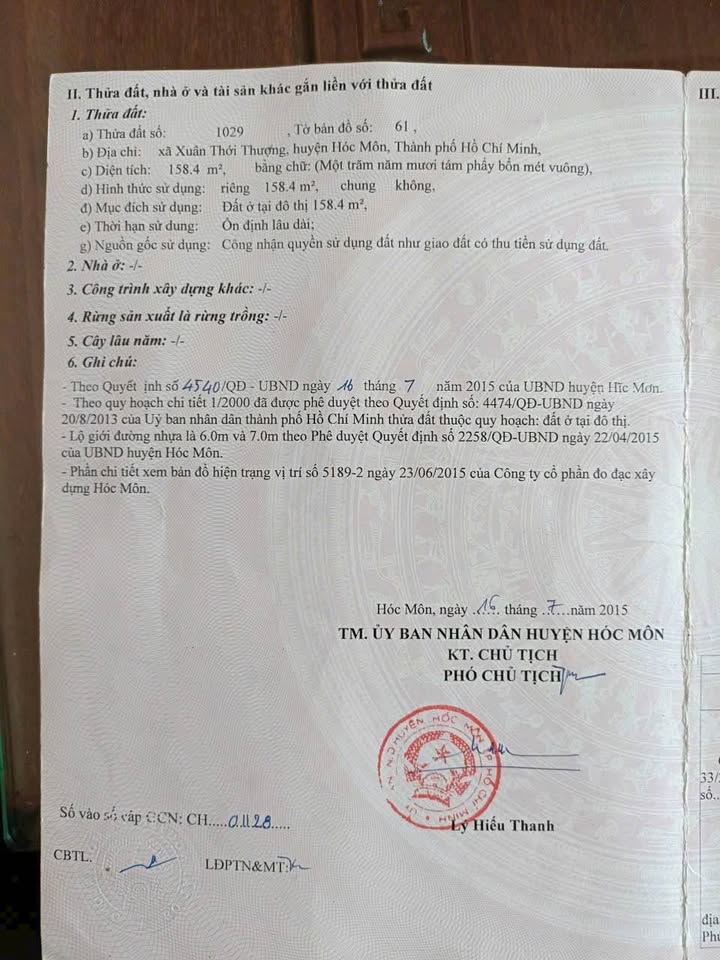 II. Thửa đất, nhà ở và tài sản khác gắn liền với thửa đất
III.
1. Thửa đất:
a) Thửa đất số: 1029 , Tờ bản đồ số: 61 ,
b) Địa chỉ: xã Xuân Thới Thượng, huyện Hóc Môn, Thành phố Hồ Chí Minh,
c) Diện tích: 158.4 m², bằng chữ: (Một trăm năm mươi tám phẩy bốn mét vuông),
d) Hình thức sử dụng: riêng 158.4 m², chung không,
đ) Mục đích sử dụng: Đất ở tại đô thị 158.4 m²,
e) Thời hạn sử dung: Ổn định lâu dài;
g) Nguồn gốc sử dụng: Công nhận quyền sử dụng đất như giao đất có thu tiền sử dụng đất.
2. Nhà ở: -/-
3. Công trình xây dựng khác: -/-
4. Rừng sản xuất là rừng trồng: -/-
5. Cây lâu năm: -/-
6. Ghi chú:
- Theo Quyết ịnh số 4540/QĐ - UBND ngày 16 tháng 7 năm 2015 của UBND huyện Hĩc Mơn.
- Theo quy hoạch chi tiết 1/2000 đã được phê duyệt theo Quyết định số: 4474/QĐ-UBND ngày
20/8/2013 của Uỷ ban nhân dân thành phố Hồ Chí Minh thửa đất thuộc quy hoạch: đất ở tại đô thị.
- Lộ giới đường nhựa là 6.0m và 7.0m theo Phê duyệt Quyết định số 2258/QĐ-UBND ngày 22/04/2015
của UBND huyện Hóc Môn.
- Phần chi tiết xem bản đồ hiện trạng vị trí số 5189-2 ngày 23/06/2015 của Công ty cổ phần đo đạc xây
dựng Hóc Môn.
Hóc Môn, ngày ..16.. tháng ..7....năm 2015
TM. ỦY BAN NHÂN DÂN HUYỆN HÓC MÔN
KT. CHỦ TỊCH
PHÓ CHỦ TỊCH
N.D HUYỆN HÓC MÔN P HỒ CHÍ MINH
Lý Hiếu Thanh
33/
số..
Số vào sổ cấp GCN: CH.....01128.....
CBTL.
LĐPTN&MT:
địa
Phư